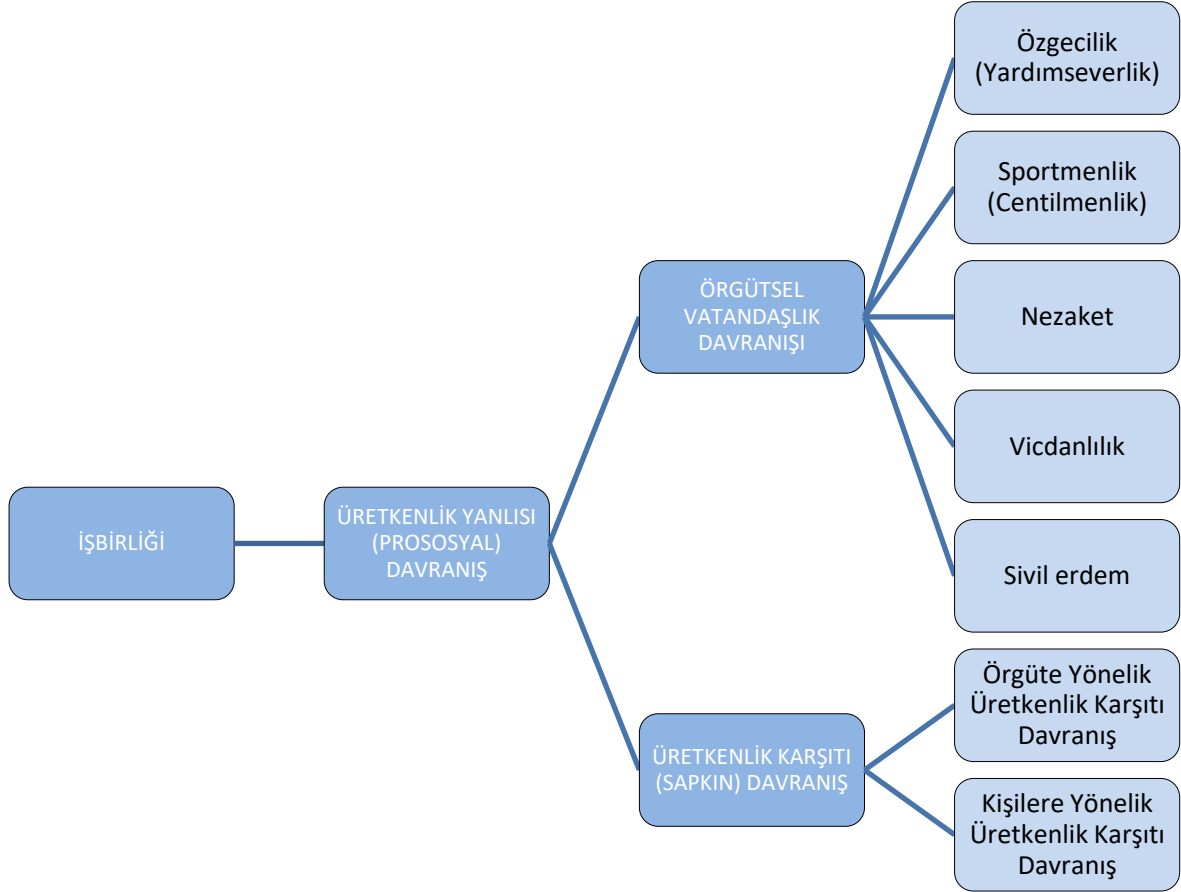 Özgecilik
(Yardımseverlik)
Sportmenlik
(Centilmenlik)
ÖRGÜTSEL
VATANDAŞLIK
DAVRANIŞI
Nezaket
Vicdanlılık
İŞBİRLİĞİ
ÜRETKENLİK YANLISI
(PROSOSYAL)
DAVRANIŞ
Sivil erdem
Örgüte Yönelik
Üretkenlik Karşıtı
Davranış
ÜRETKENLİK KARŞITI
(SAPKIN) DAVRANIŞ
Kişilere Yönelik
Üretkenlik Karşıtı
Davranış